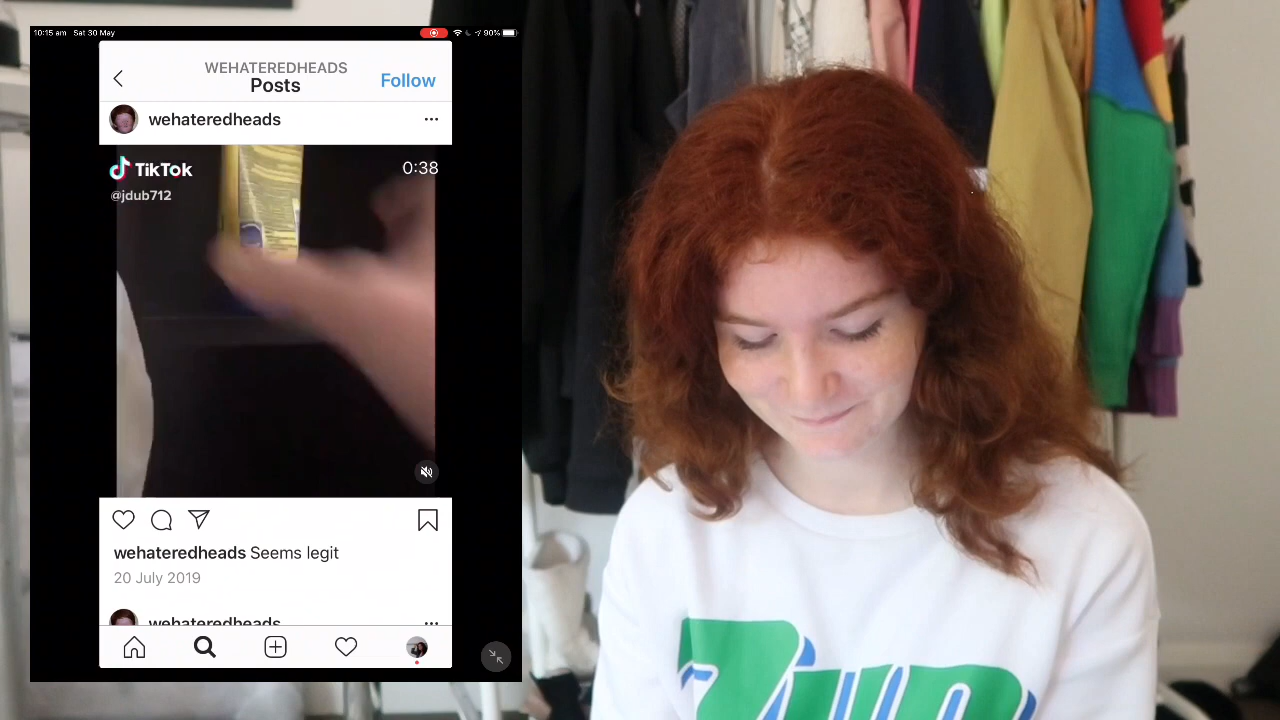 10:15 am Sat 30 May
90%
WEHATEREDHEADS
Posts
Follow
wehateredheads
TikTok
0:38
@jdub712
wehateredheads Seems legit
20 July 2019
wehateredheads
7UP